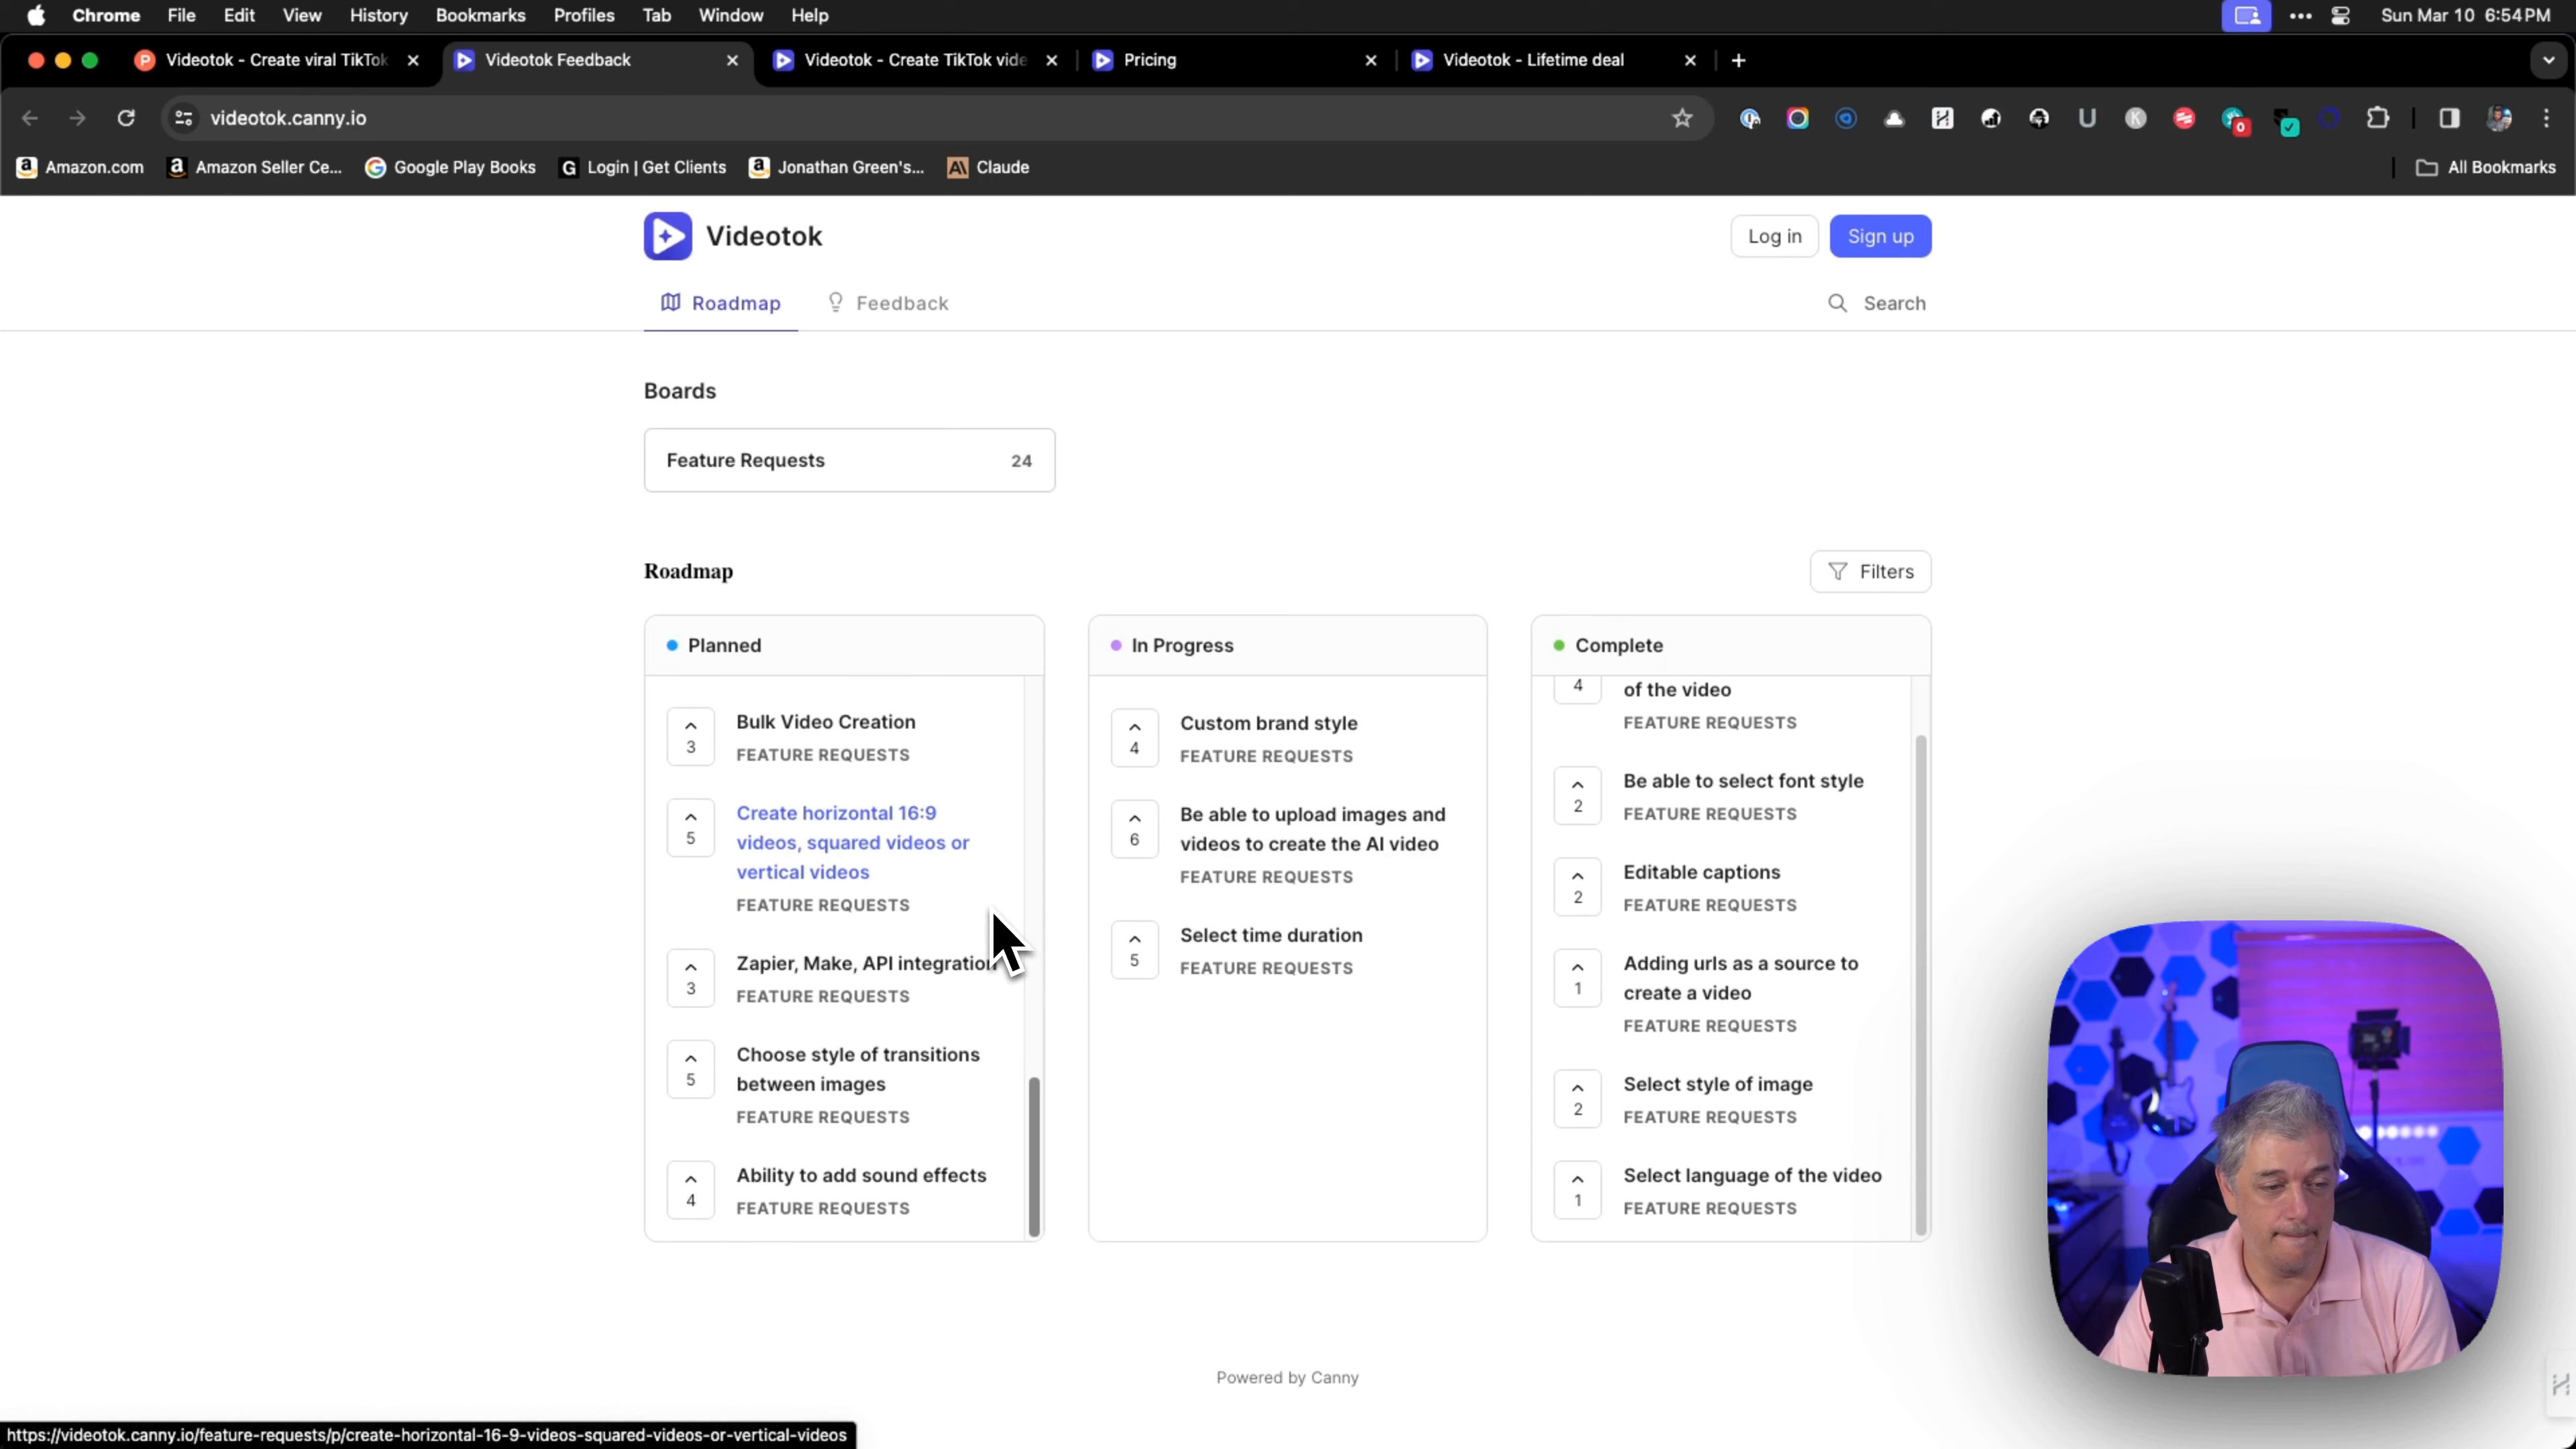 Chrome File Edit View History Bookmarks Profiles Tab Window Help
Sun Mar 10 6:54 PM
Videotok - Create viral TikTok
Videotok Feedback
Videotok - Create TikTok vide
Pricing
Videotok - Lifetime deal
videotok.canny.io
0
Amazon.com
Amazon Seller Ce...
Google Play Books
Login | Get Clients
Jonathan Green's...
Claude
All Bookmarks
Videotok
Log in
Sign up
Roadmap
Feedback
Search
Boards
Feature Requests 24
Roadmap
Filters
Planned
3
Bulk Video Creation
FEATURE REQUESTS
5
Create horizontal 16:9
videos, squared videos or
vertical videos
FEATURE REQUESTS
3
Zapier, Make, API integration
FEATURE REQUESTS
5
Choose style of transitions
between images
FEATURE REQUESTS
4
Ability to add sound effects
FEATURE REQUESTS
In Progress
4
Custom brand style
FEATURE REQUESTS
6
Be able to upload images and
videos to create the AI video
FEATURE REQUESTS
5
Select time duration
FEATURE REQUESTS
Complete
4
of the video
FEATURE REQUESTS
2
Be able to select font style
FEATURE REQUESTS
2
Editable captions
FEATURE REQUESTS
1
Adding urls as a source to
create a video
FEATURE REQUESTS
2
Select style of image
FEATURE REQUESTS
1
Select language of the video
FEATURE REQUESTS
Powered by Canny
https://videotok.canny.io/feature-requests/p/create-horizontal-16-9-videos-squared-videos-or-vertical-videos